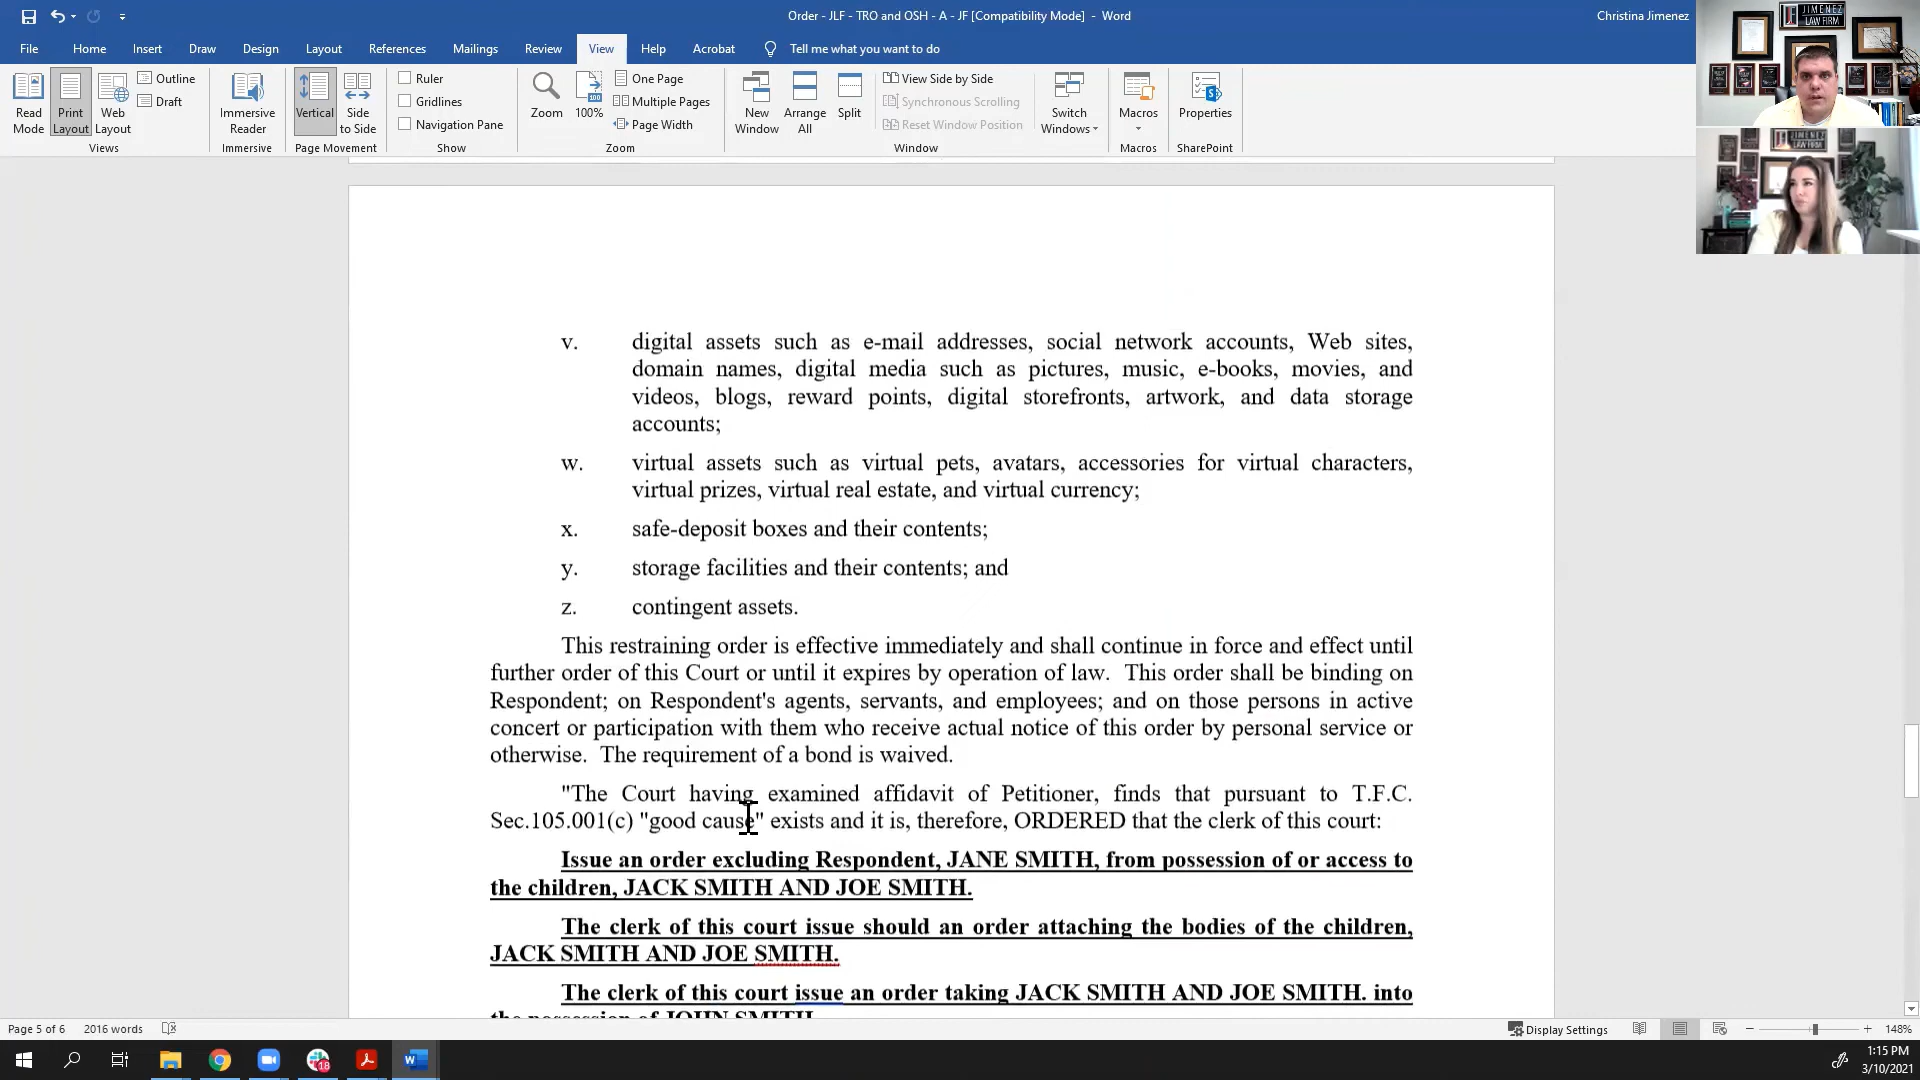 Order - JLF - TRO and OSH - A - JF [Compatibility Mode] - Word
Christina Jimenez
JIMENEZ
LAW FIRM
File Home Insert Draw Design Layout References Mailings Review View Help Acrobat Tell me what you want to do
Read Mode
Print Layout
Web Layout
Outline
Draft
Views
Immersive Reader
Immersive
Vertical
Side to Side
Page Movement
Ruler
Gridlines
Navigation Pane
Show
Zoom
100
100%
One Page
Multiple Pages
Page Width
Zoom
New Window
Arrange All
Split
View Side by Side
Synchronous Scrolling
Reset Window Position
Switch Windows
Window
Macros
Macros
Properties
SharePoint
JIMENEZ
LAW FIRM
v. digital assets such as e-mail addresses, social network accounts, Web sites,
domain names, digital media such as pictures, music, e-books, movies, and
videos, blogs, reward points, digital storefronts, artwork, and data storage
accounts;
w. virtual assets such as virtual pets, avatars, accessories for virtual characters,
virtual prizes, virtual real estate, and virtual currency;
x. safe-deposit boxes and their contents;
y. storage facilities and their contents; and
z. contingent assets.
This restraining order is effective immediately and shall continue in force and effect until
further order of this Court or until it expires by operation of law. This order shall be binding on
Respondent; on Respondent's agents, servants, and employees; and on those persons in active
concert or participation with them who receive actual notice of this order by personal service or
otherwise. The requirement of a bond is waived.
"The Court having examined affidavit of Petitioner, finds that pursuant to T.F.C.
Sec.105.001(c) "good cause" exists and it is, therefore, ORDERED that the clerk of this court:
Issue an order excluding Respondent, JANE SMITH, from possession of or access to
the children, JACK SMITH AND JOE SMITH.
The clerk of this court issue should an order attaching the bodies of the children,
JACK SMITH AND JOE SMITH.
The clerk of this court issue an order taking JACK SMITH AND JOE SMITH. into
the possession of JOHN SMITH
Page 5 of 6 2016 words
Display Settings
148%
18
1:15 PM
3/10/2021